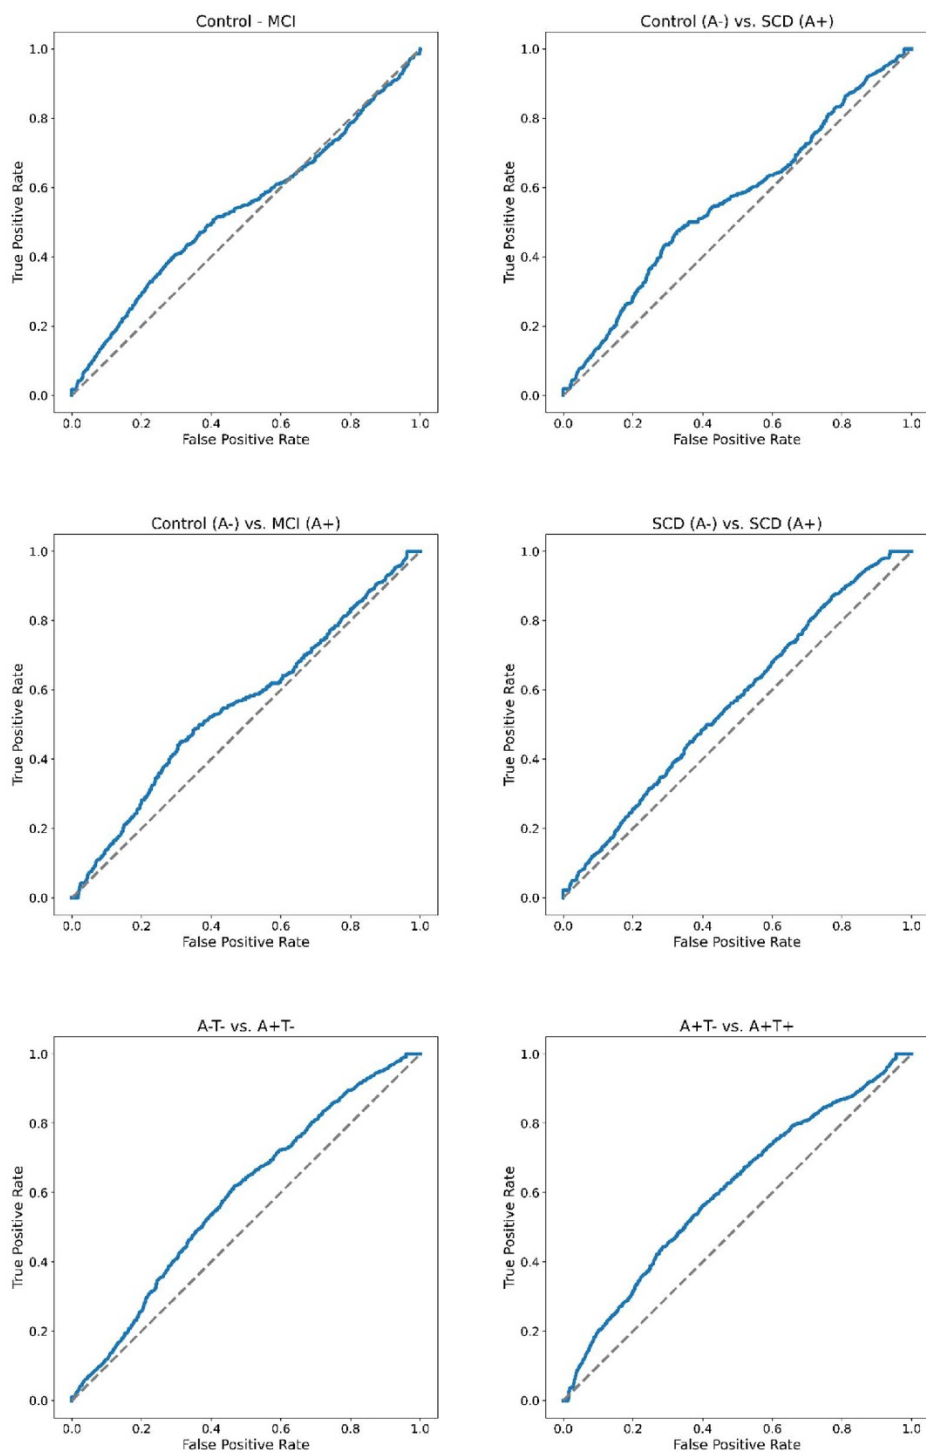 Control - MCI
1.0
0.8
0.6
0.4
0.2
0.0
True Positive Rate
0.0 0.2 0.4 0.6 0.8 1.0
False Positive Rate
Control (A-) vs. SCD (A+)
1.0
0.8
0.6
0.4
0.2
0.0
True Positive Rate
0.0 0.2 0.4 0.6 0.8 1.0
False Positive Rate
Control (A-) vs. MCI (A+)
1.0
0.8
0.6
0.4
0.2
0.0
True Positive Rate
0.0 0.2 0.4 0.6 0.8 1.0
False Positive Rate
SCD (A-) vs. SCD (A+)
1.0
0.8
0.6
0.4
0.2
0.0
True Positive Rate
0.0 0.2 0.4 0.6 0.8 1.0
False Positive Rate
A-T- vs. A+T-
1.0
0.8
0.6
0.4
0.2
0.0
True Positive Rate
0.0 0.2 0.4 0.6 0.8 1.0
False Positive Rate
A+T- vs. A+T+
1.0
0.8
0.6
0.4
0.2
0.0
True Positive Rate
0.0 0.2 0.4 0.6 0.8 1.0
False Positive Rate